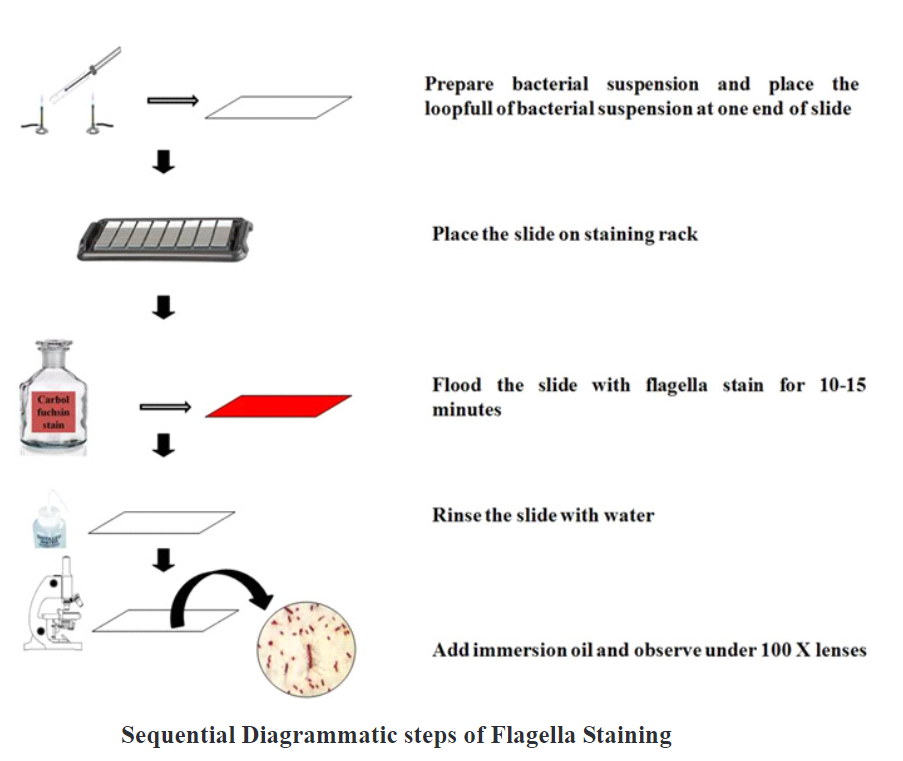 Prepare bacterial suspension and place the
loopfull of bacterial suspension at one end of slide
Place the slide on staining rack
Carbol
fuchsin
stain
Flood the slide with flagella stain for 10-15
minutes
Rinse the slide with water
DISTILLED
WATER
Add immersion oil and observe under 100 X lenses
Sequential Diagrammatic steps of Flagella Staining